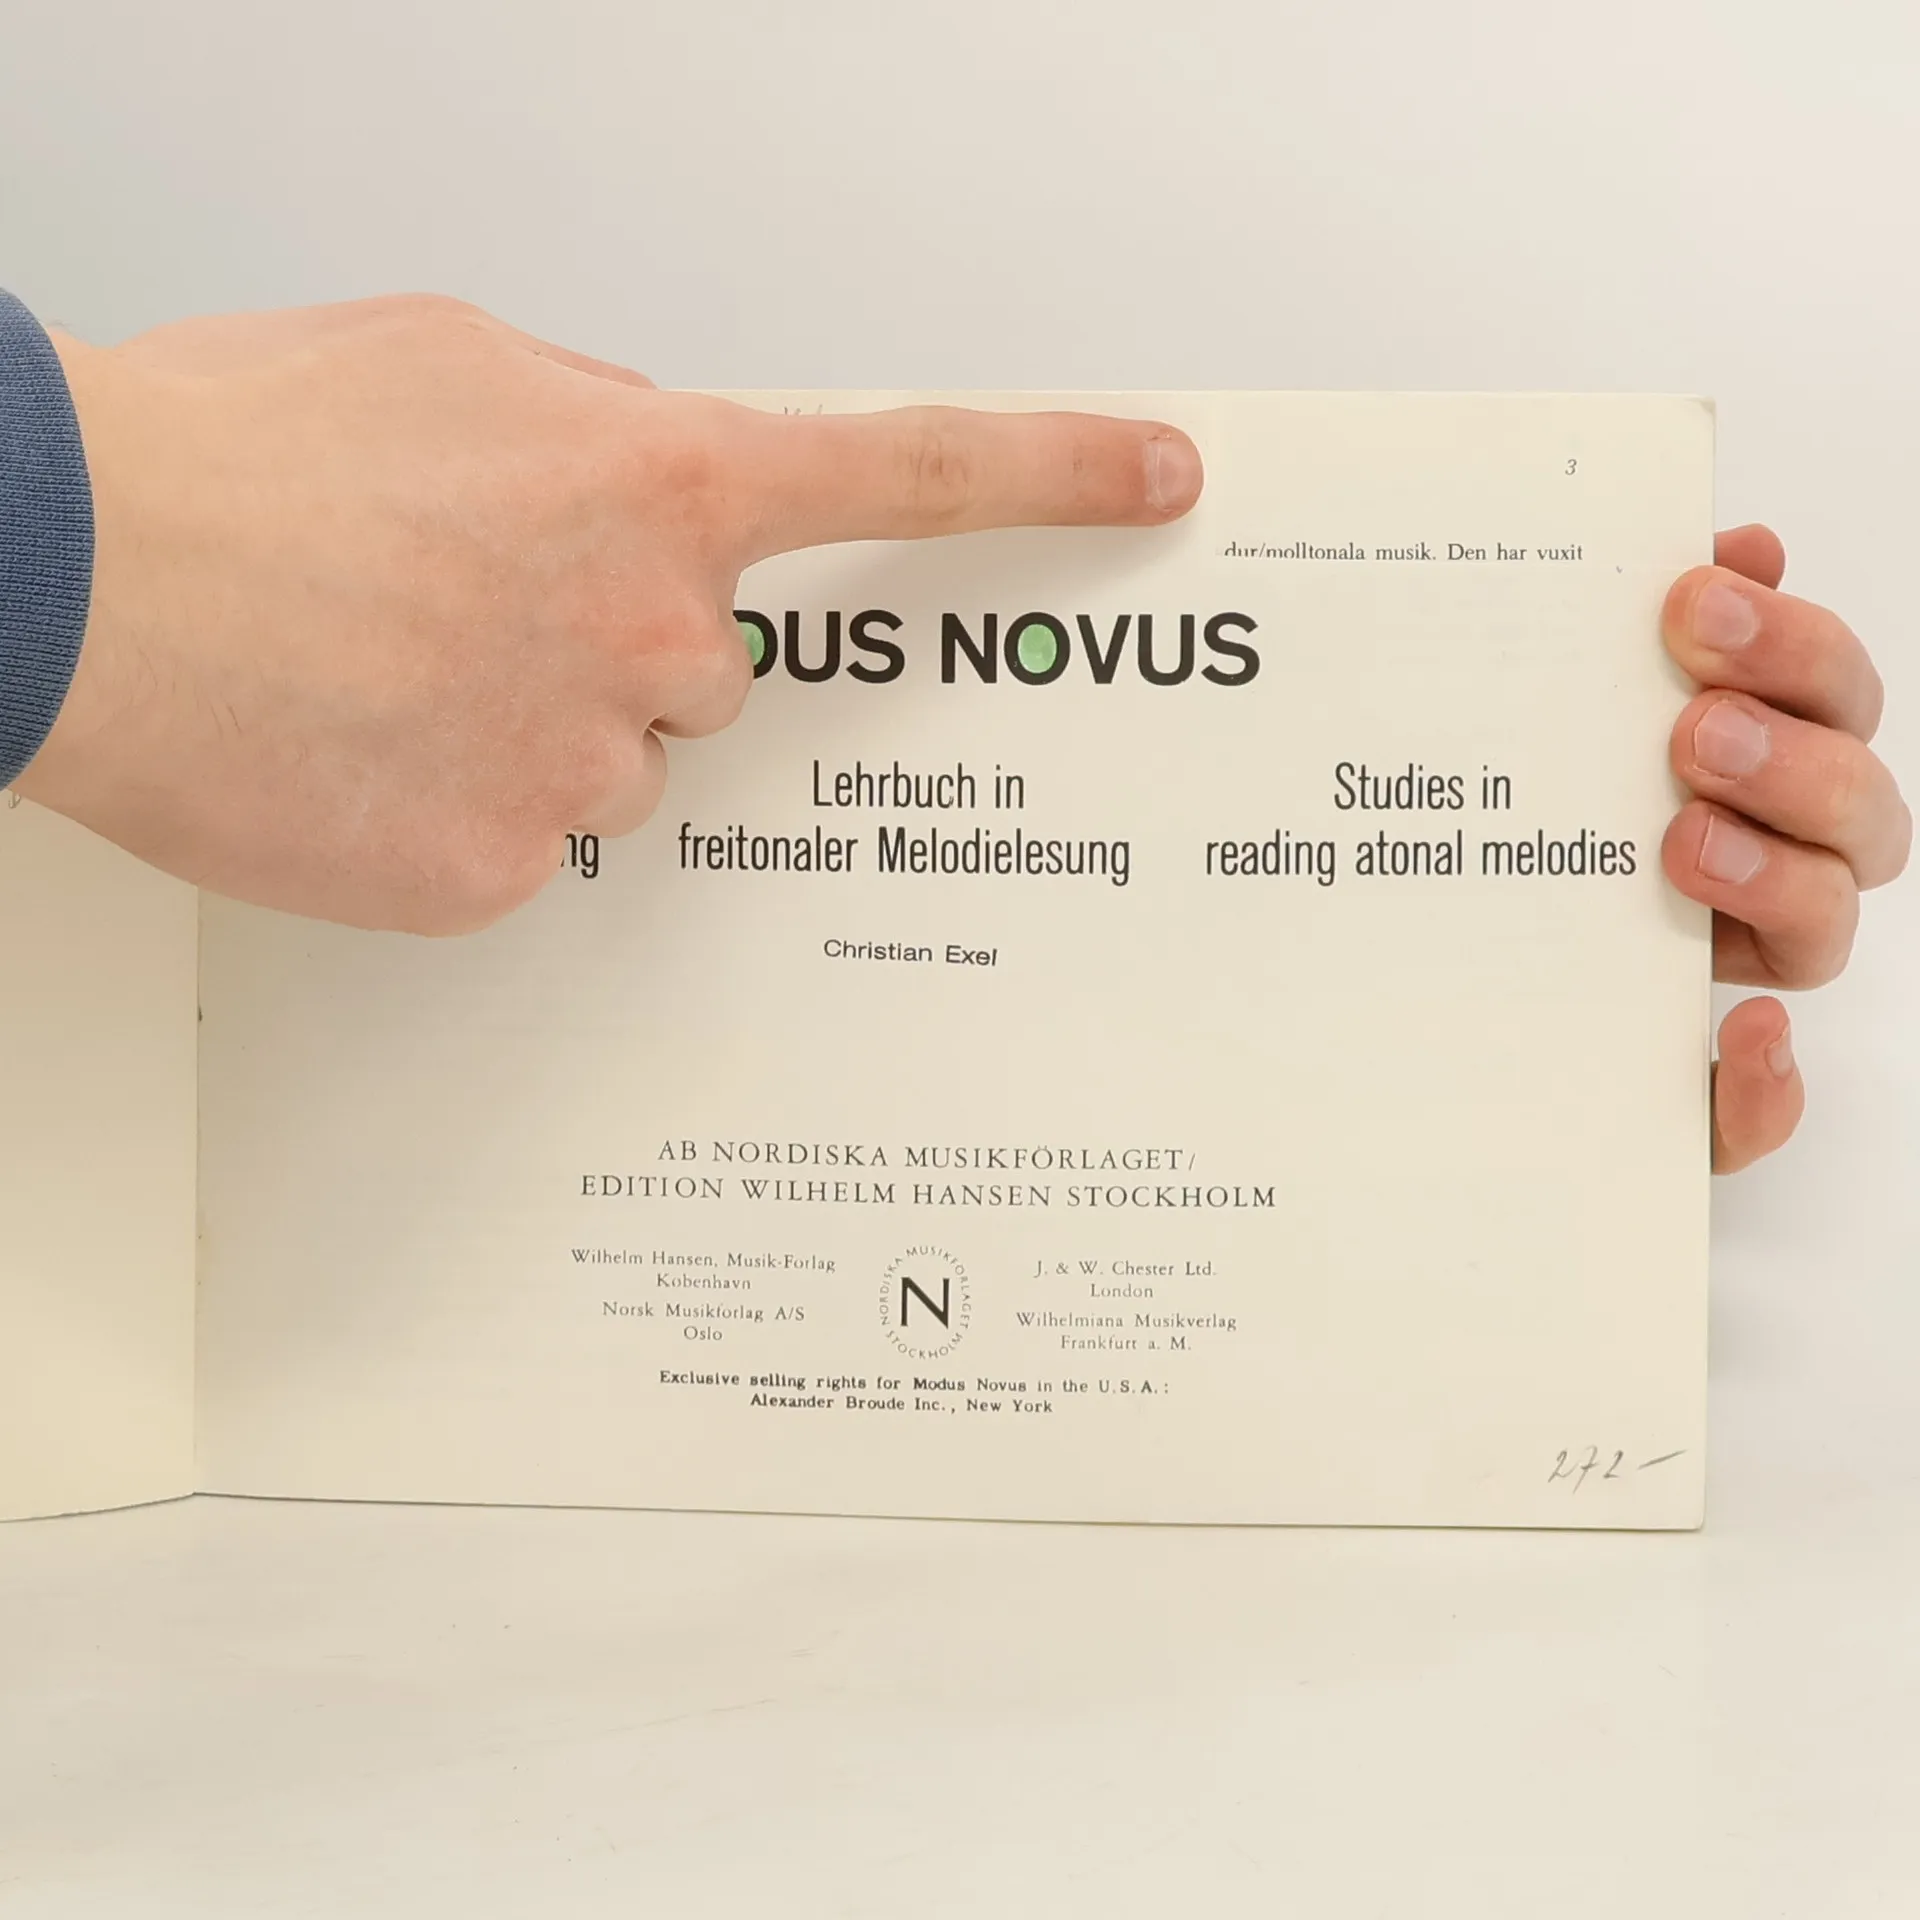 3
dur/molltonala musik. Den har vuxit
DUS NOVUS
Lehrbuch in
freitonaler Melodielesung
Studies in
reading atonal melodies
ng
Christian Exel
AB NORDISKA MUSIKFÖRLAGET/
EDITION WILHELM HANSEN STOCKHOLM
Wilhelm Hansen, Musik-Forlag
Kobenhavn
Norsk Musikforlag A/S
Oslo
NORDISKA MUSIKFÖRLAGET STOCKHOLM
N
J. & W. Chester Ltd.
London
Wilhelmiana Musikverlag
Frankfurt a. M.
Exclusive selling rights for Modus Novus in the U.S.A.:
Alexander Broude Inc., New York
272 –